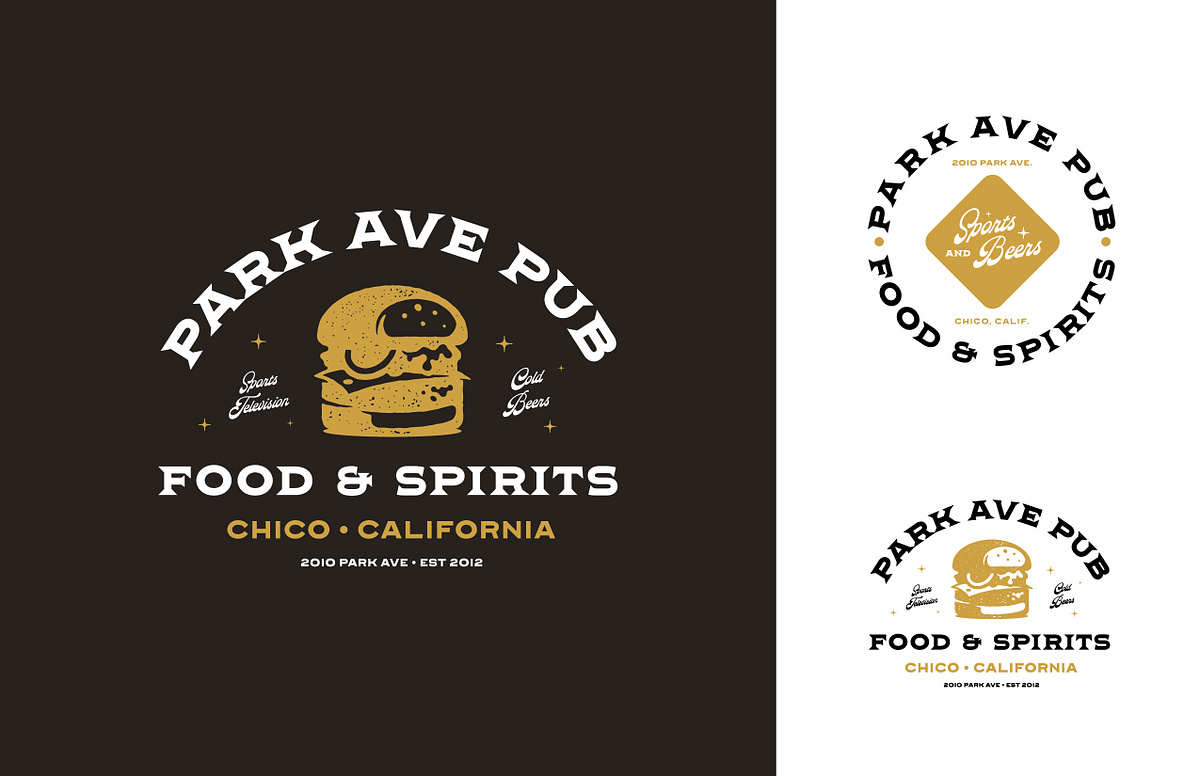 PARK AVE PUB
Sports
Television
Cold
Beers
FOOD & SPIRITS
CHICO • CALIFORNIA
2010 PARK AVE • EST 2012
PARK AVE PUB
2010 PARK AVE.
Sports
AND Beers
CHICO, CALIF.
FOOD & SPIRITS
PARK AVE PUB
Sports
Television
Cold
Beers
FOOD & SPIRITS
CHICO • CALIFORNIA
2010 PARK AVE • EST 2012